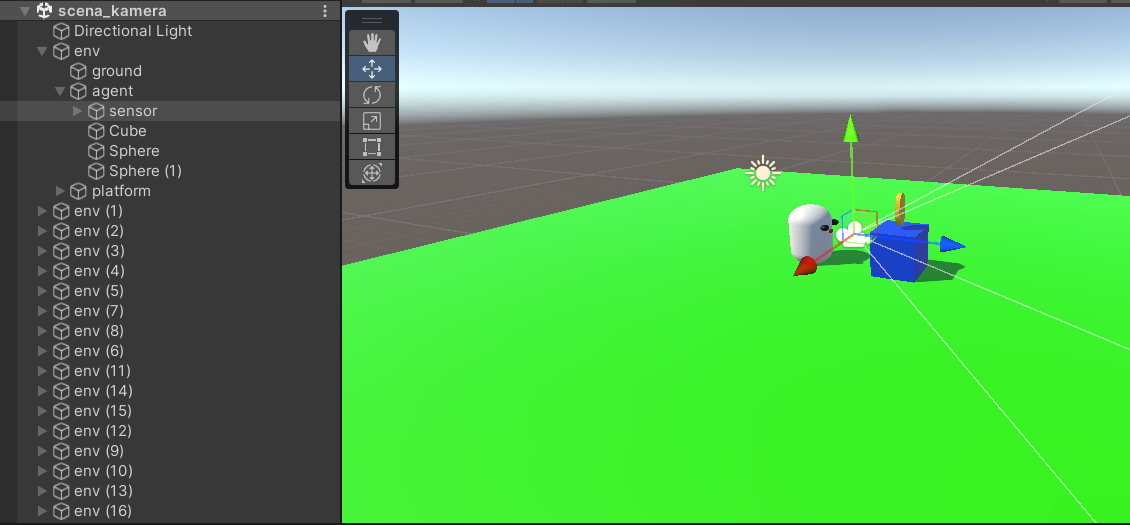 scena_kamera
Directional Light
env
ground
agent
sensor
Cube
Sphere
Sphere (1)
platform
env (1)
env (2)
env (3)
env (4)
env (5)
env (7)
env (8)
env (6)
env (11)
env (14)
env (15)
env (12)
env (9)
env (10)
env (13)
env (16)